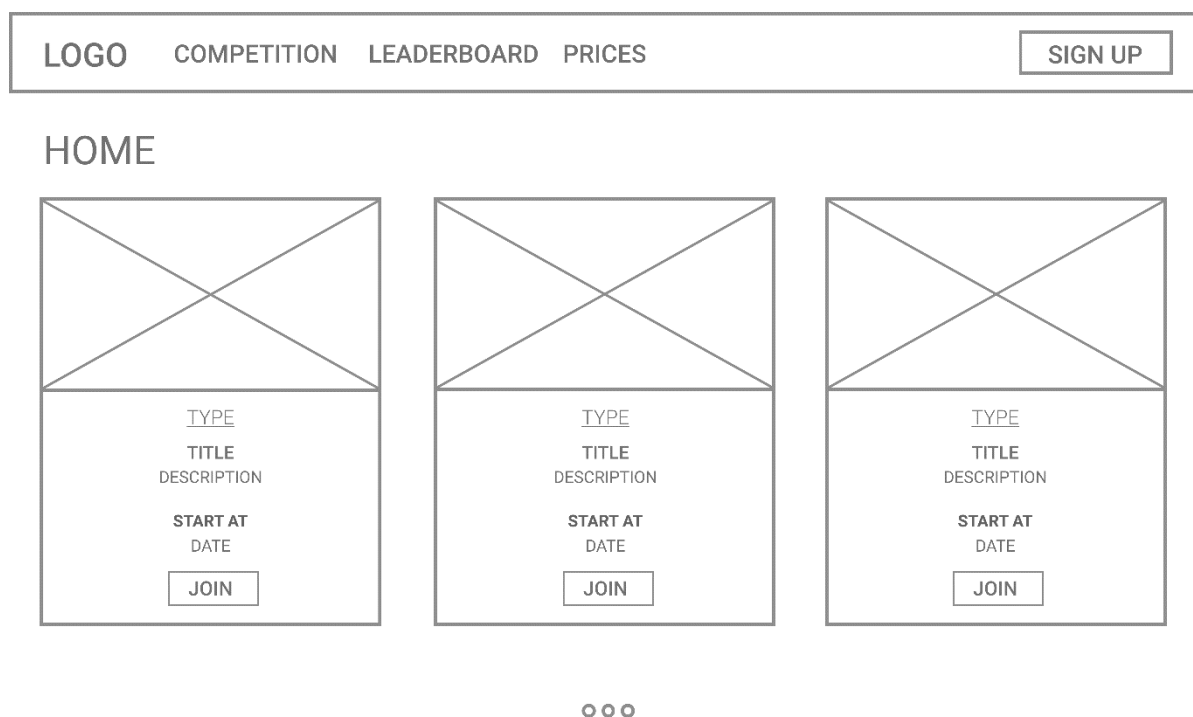 LOGO COMPETITION LEADERBOARD PRICES SIGN UP
HOME
TYPE
TITLE
DESCRIPTION
START AT
DATE
JOIN
TYPE
TITLE
DESCRIPTION
START AT
DATE
JOIN
TYPE
TITLE
DESCRIPTION
START AT
DATE
JOIN